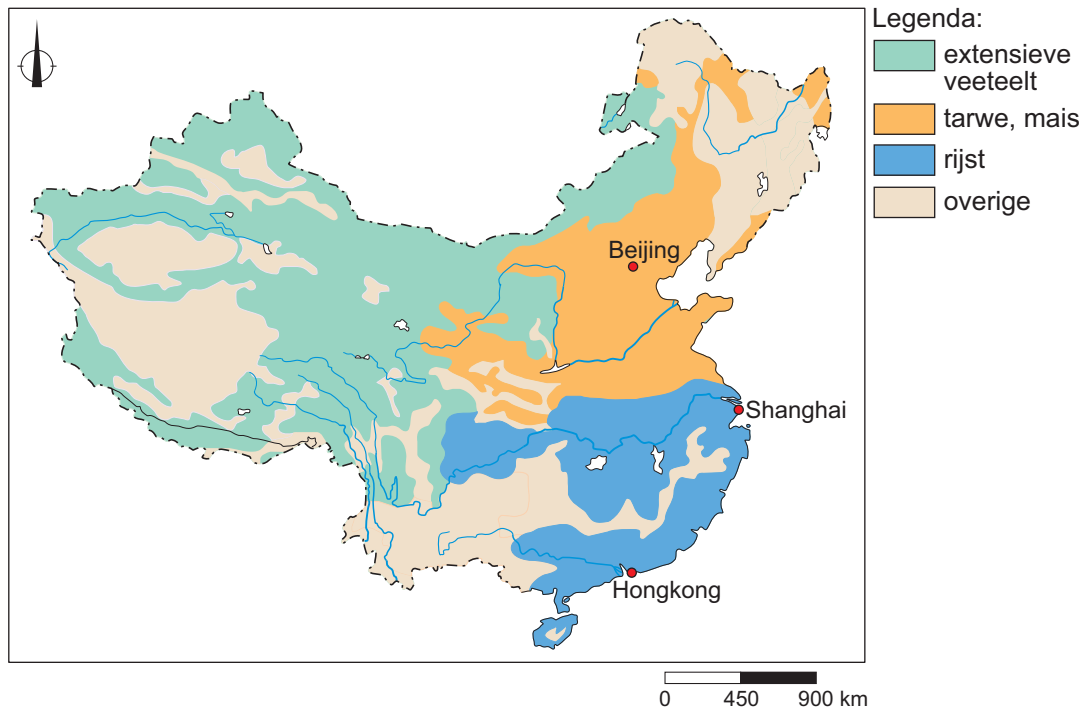 Legenda:
extensieve
veeteelt
tarwe, mais
rijst
overige
Beijing
Shanghai
Hongkong
0 450 900 km